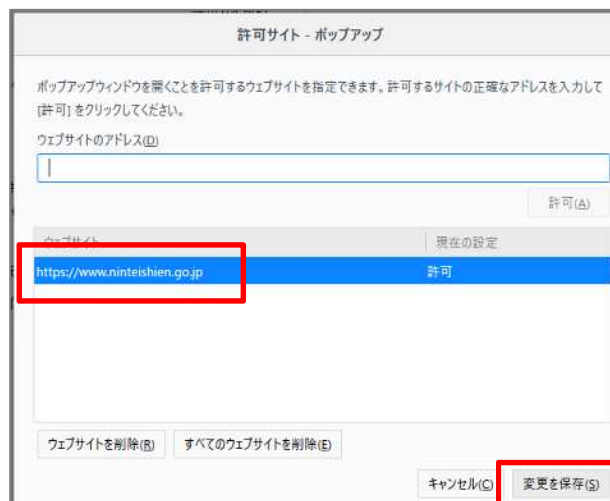 許可サイト - ポップアップ
ポップアップウィンドウを開くことを許可するウェブサイトを指定できます。許可するサイトの正確なアドレスを入力して
[許可] をクリックしてください。
ウェブサイトのアドレス(D)
許可(A)
ウェブサイト 現在の設定
https://www.ninteishien.go.jp 許可
ウェブサイトを削除(R) すべてのウェブサイトを削除(E)
キャンセル(C) 変更を保存(S)